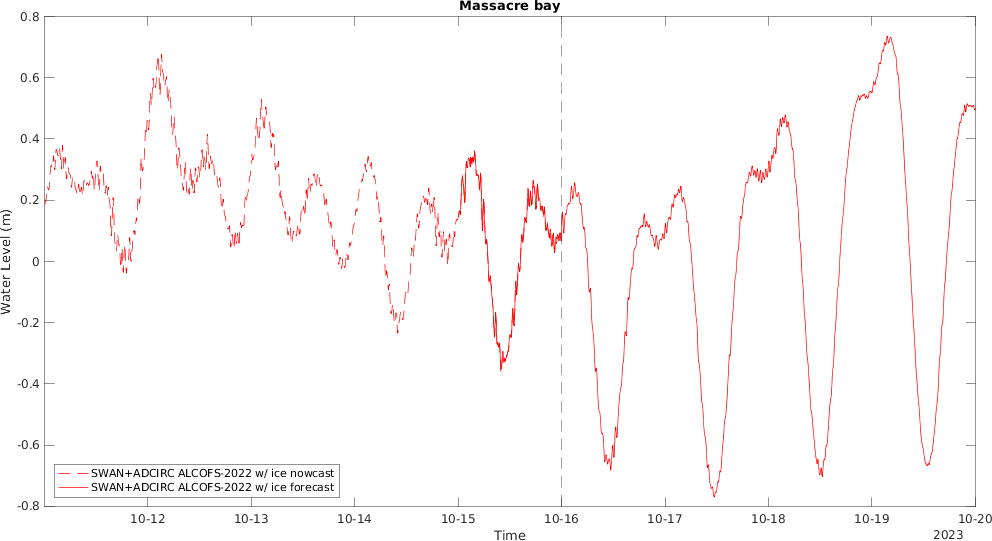 Massacre bay
0.8
0.6
0.4
0.2
0
-0.2
-0.4
-0.6
-0.8
Water Level (m)
SWAN+ADCIRC ALCOFS-2022 w/ ice nowcast
SWAN+ADCIRC ALCOFS-2022 w/ ice forecast
10-12 10-13 10-14 10-15 10-16 10-17 10-18 10-19 10-20
Time
2023